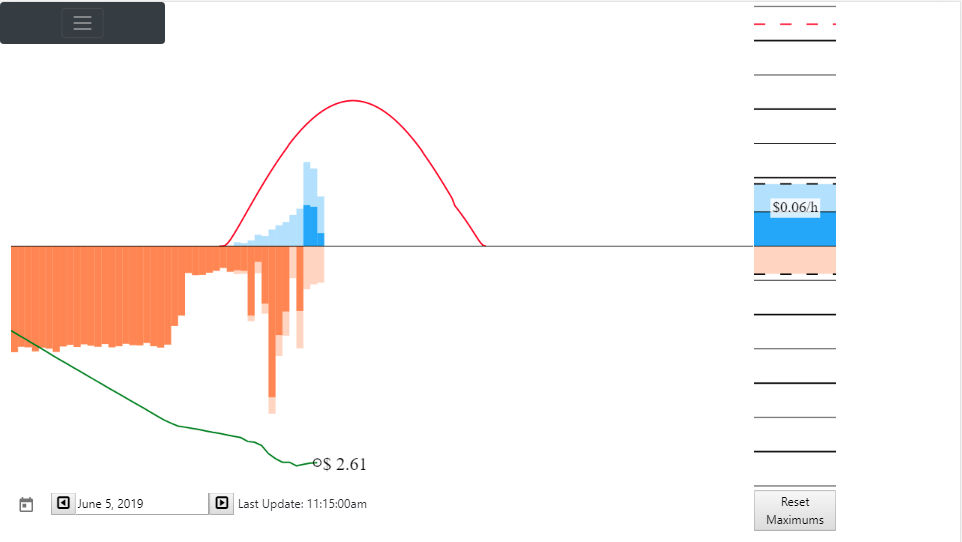 $0.06/h
$ 2.61
June 5, 2019
Last Update: 11:15:00am
Reset
Maximums